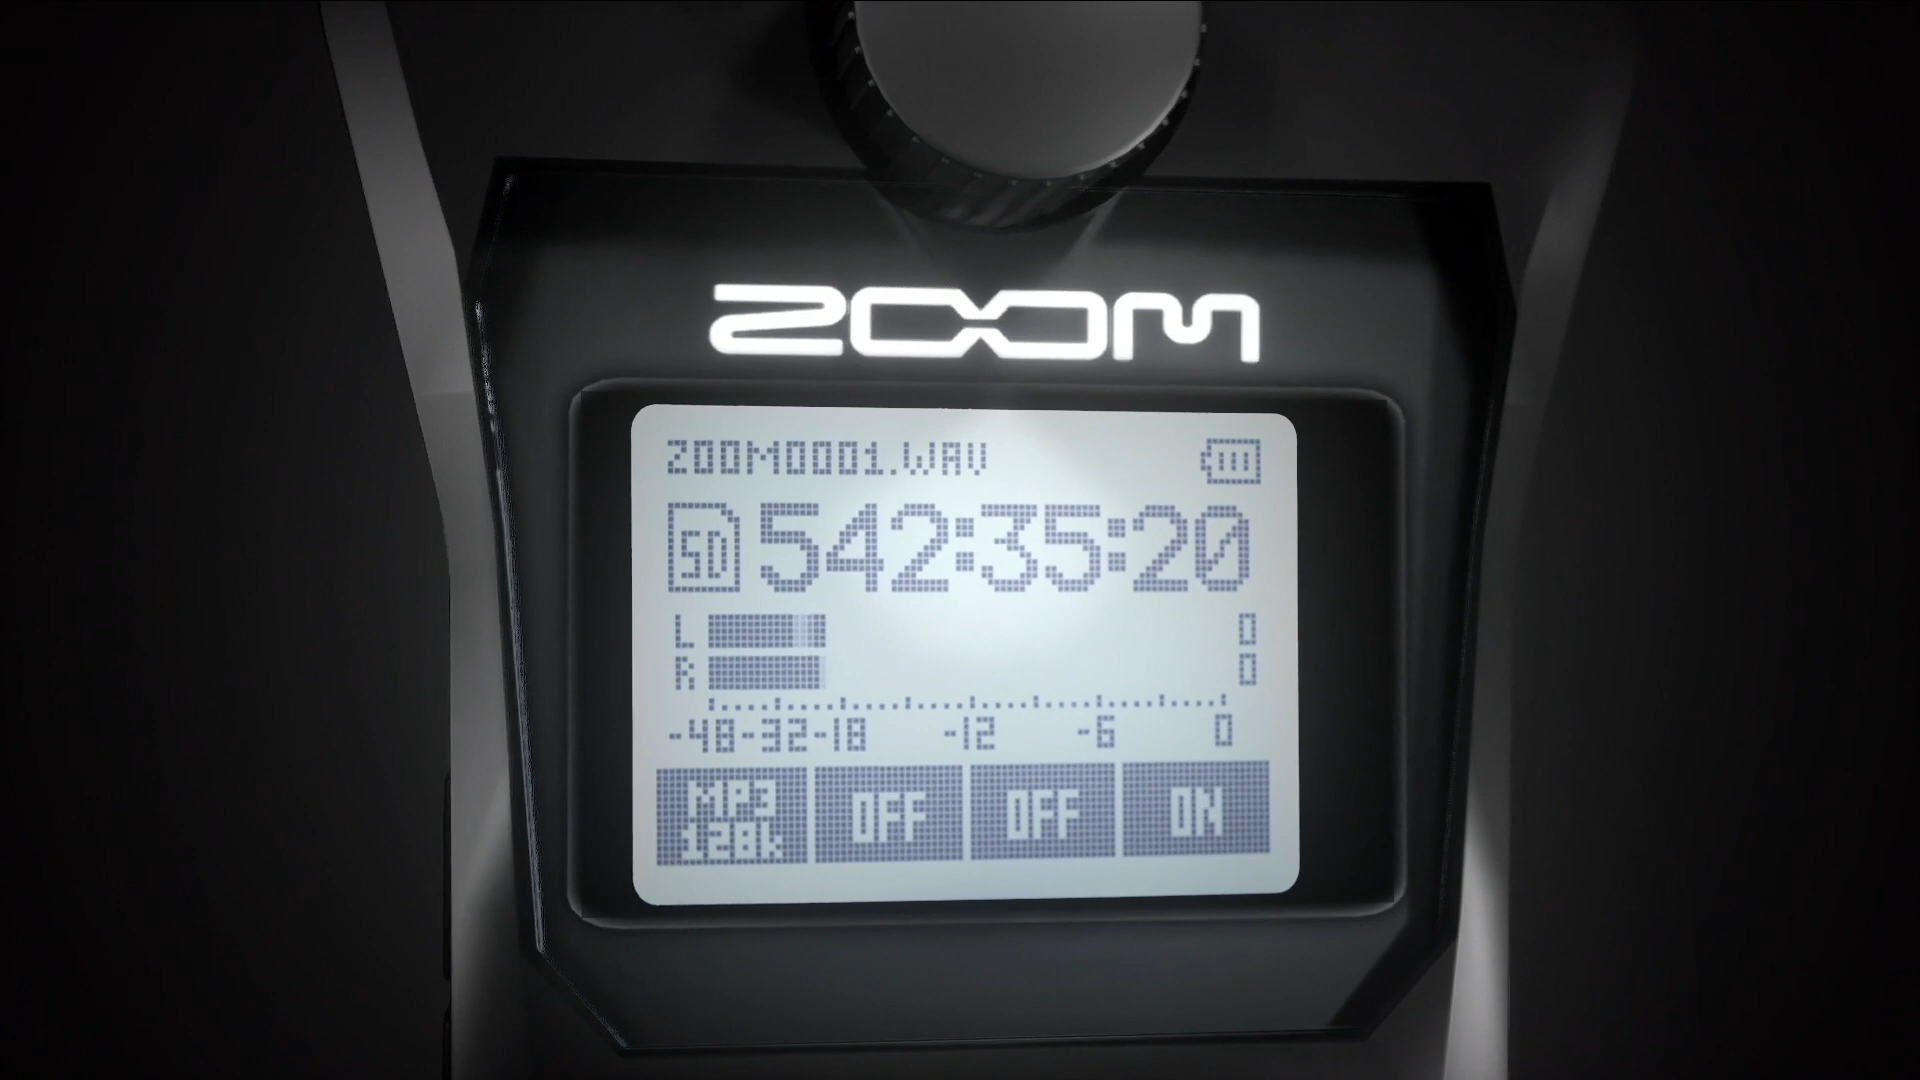 ZOOM
ZOOM0001.WAV
SD 542:35:20
L 0
R 0
-48 -32 -18 -12 -6 0
MP3 128k OFF OFF ON